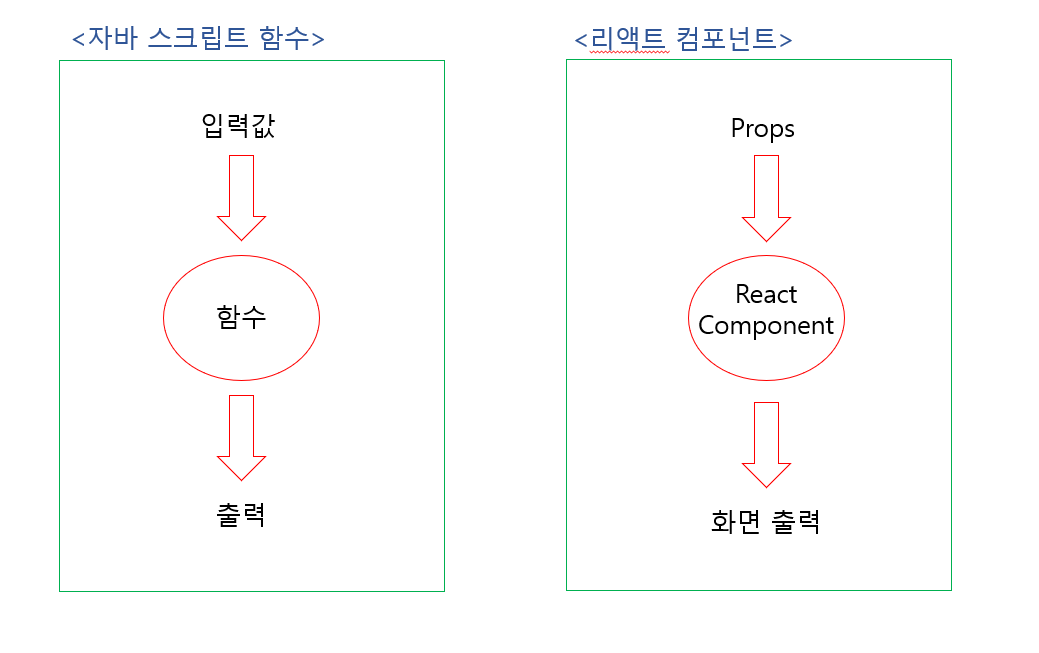 <자바 스크립트 함수>
입력값
함수
출력
<리액트 컴포넌트>
Props
React
Component
화면 출력